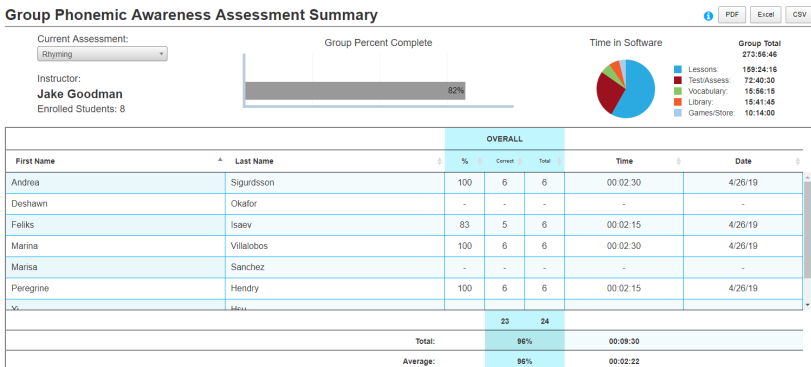 Group Phonemic Awareness Assessment Summary
PDF Excel CSV
Current Assessment:
Rhyming
Instructor:
Jake Goodman
Enrolled Students: 8
Group Percent Complete
82%
Time in Software
Group Total
273:56:46
Lessons: 159:24:16
Test/Assess: 72:40:30
Vocabulary: 15:56:15
Library: 15:41:45
Games/Store: 10:14:00
OVERALL
First Name Last Name % Correct Total Time Date
Andrea Sigurdsson 100 6 6 00:02:30 4/26/19
Deshawn Okafor - - - - -
Feliks Isaev 83 5 6 00:02:15 4/26/19
Marina Villalobos 100 6 6 00:02:30 4/26/19
Marisa Sanchez - - - - -
Peregrine Hendry 100 6 6 00:02:15 4/26/19
Yi Hsu
23 24
Total: 96% 00:09:30
Average: 96% 00:02:22